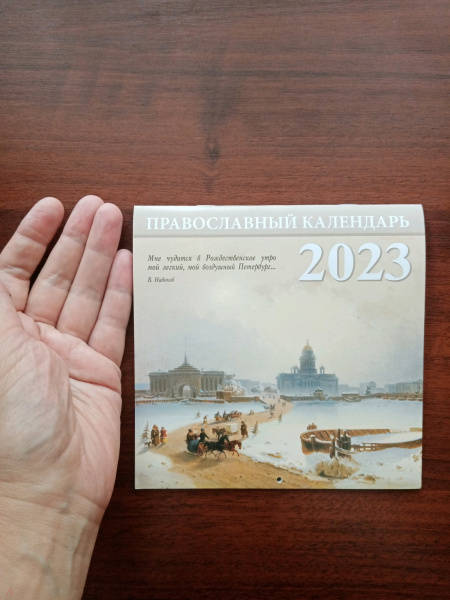 ПРАВОСЛАВНЫЙ КАЛЕНДАРЬ
2023
Мне чудится в Рождественское утро
мой легкий, мой воздушный Петербург...
В. Набоков